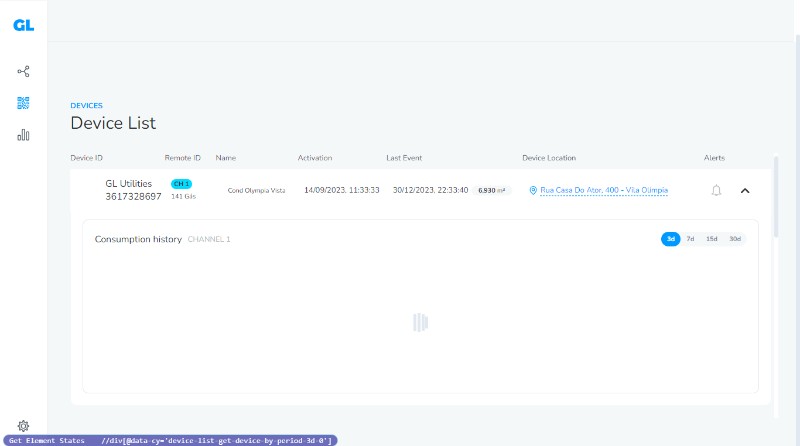 GL
DEVICES
Device List
Device ID Remote ID Name Activation Last Event Device Location Alerts
GL Utilities
3617328697
CH 1
141 Gás
Cond Olympia Vista
14/09/2023, 11:33:33
30/12/2023, 22:33:40
6.930 m³
Rua Casa Do Ator, 400 - Vila Olímpia
Consumption history CHANNEL 1
3d 7d 15d 30d
Get Element States //div[@data-cy='device-list-get-device-by-period-3d-0']